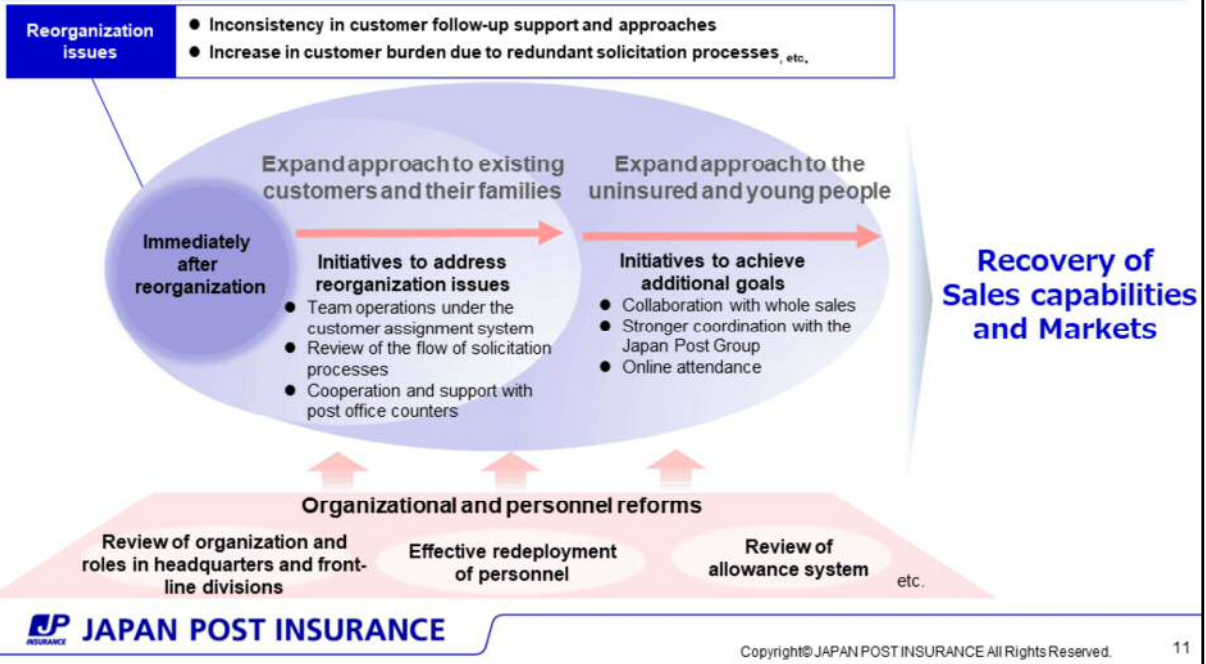 Reorganization
issues
● Inconsistency in customer follow-up support and approaches
● Increase in customer burden due to redundant solicitation processes, etc.
Expand approach to existing
customers and their families
Expand approach to the
uninsured and young people
Immediately
after
reorganization
Initiatives to address
reorganization issues
● Team operations under the
customer assignment system
● Review of the flow of solicitation
processes
● Cooperation and support with
post office counters
Initiatives to achieve
additional goals
● Collaboration with whole sales
● Stronger coordination with the
Japan Post Group
● Online attendance
Recovery of
Sales capabilities
and Markets
Organizational and personnel reforms
Review of organization and
roles in headquarters and front-
line divisions
Effective redeployment
of personnel
Review of
allowance system
etc.
JP
INSURANCE
JAPAN POST INSURANCE
Copyright© JAPAN POST INSURANCE All Rights Reserved.
11